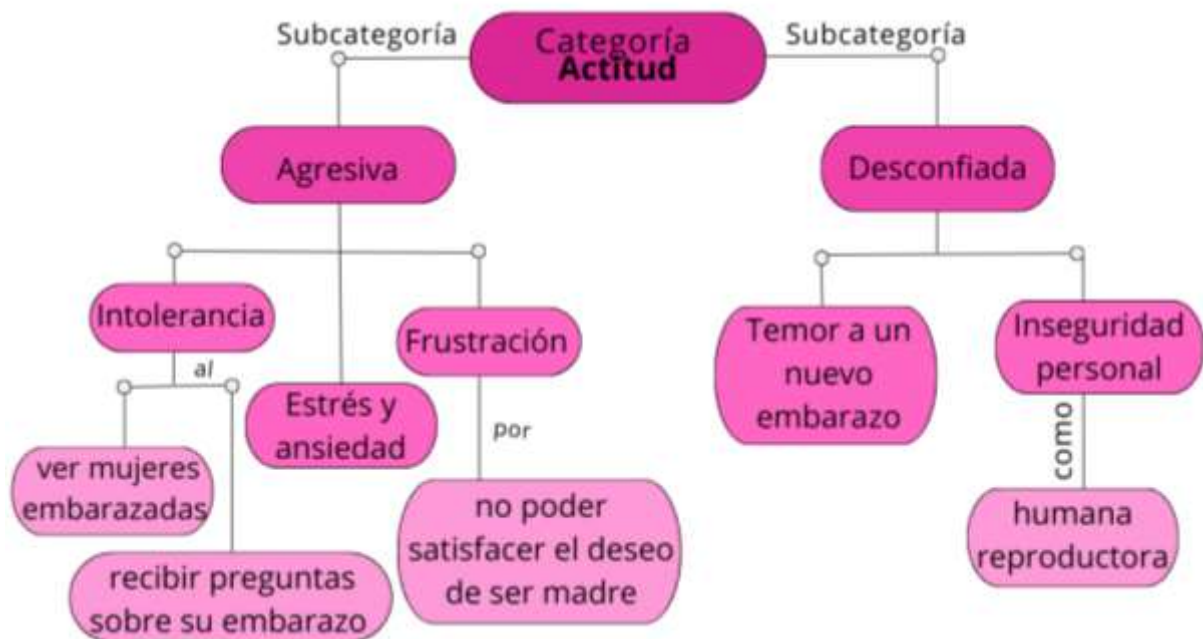 Subcategoría
Categoría
Actitud
Subcategoría
Agresiva
Desconfiada
Intolerancia
al
ver mujeres
embarazadas
recibir preguntas
sobre su embarazo
Estrés y
ansiedad
Frustración
por
no poder
satisfacer el deseo
de ser madre
Temor a un
nuevo
embarazo
Inseguridad
personal
como
humana
reproductora